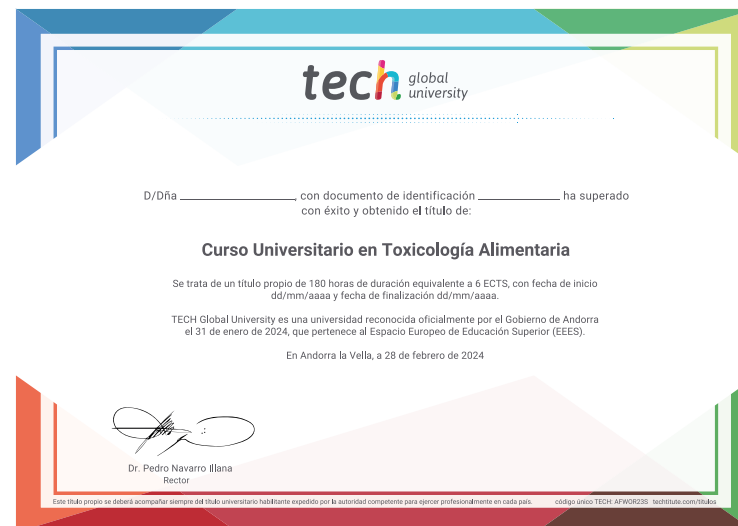 tech global university
D/Dña ______________, con documento de identificación __________ ha superado
con éxito y obtenido el título de:
Curso Universitario en Toxicología Alimentaria
Se trata de un título propio de 180 horas de duración equivalente a 6 ECTS, con fecha de inicio
dd/mm/aaaa y fecha de finalización dd/mm/aaaa.
TECH Global University es una universidad reconocida oficialmente por el Gobierno de Andorra
el 31 de enero de 2024, que pertenece al Espacio Europeo de Educación Superior (EEES).
En Andorra la Vella, a 28 de febrero de 2024
Dr. Pedro Navarro Illana
Rector
Este título propio se deberá acompañar siempre del título universitario habilitante expedido por la autoridad competente para ejercer profesionalmente en cada país. código único TECH: AFWOR23S techtitute.com/titulos